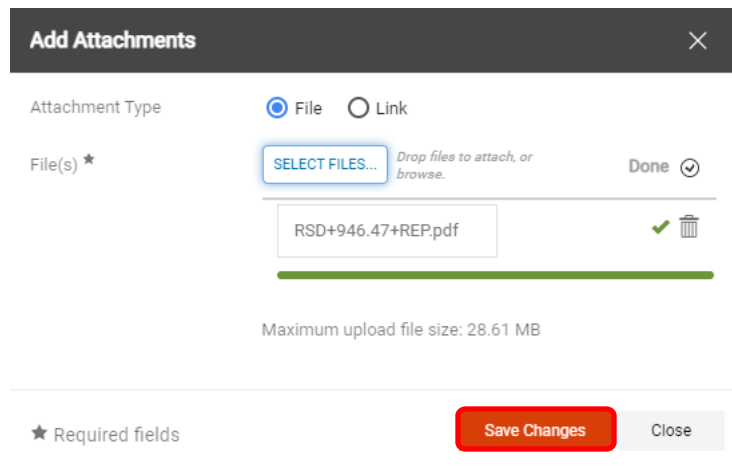 Add Attachments
Attachment Type
File
Link
File(s) ★
SELECT FILES...
Drop files to attach, or
browse.
Done
RSD+946.47+REP.pdf
Maximum upload file size: 28.61 MB
★ Required fields
Save Changes
Close